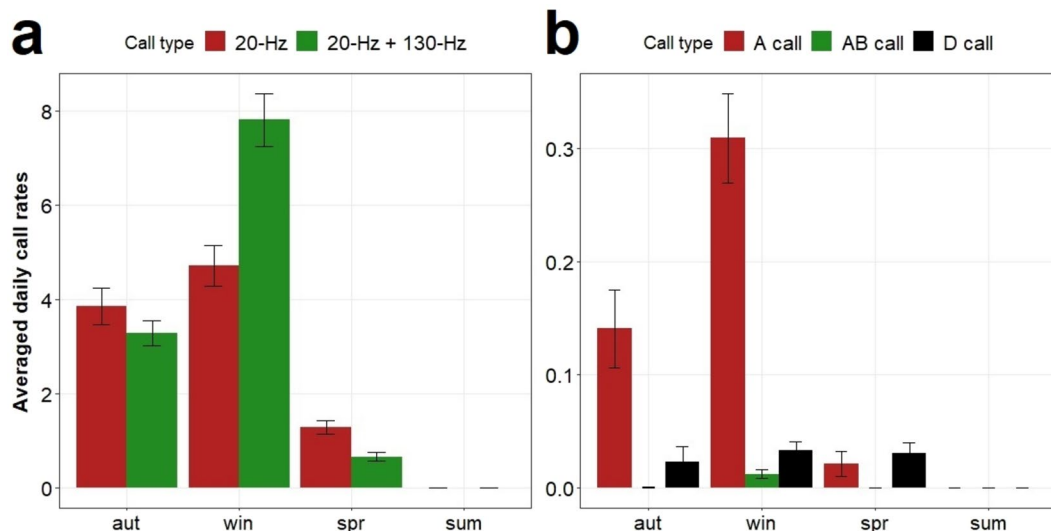 a
Call type 20-Hz 20-Hz + 130-Hz
b
Call type A call AB call D call
Averaged daily call rates
8
6
4
2
0
aut win spr sum
0.3
0.2
0.1
0.0
aut win spr sum